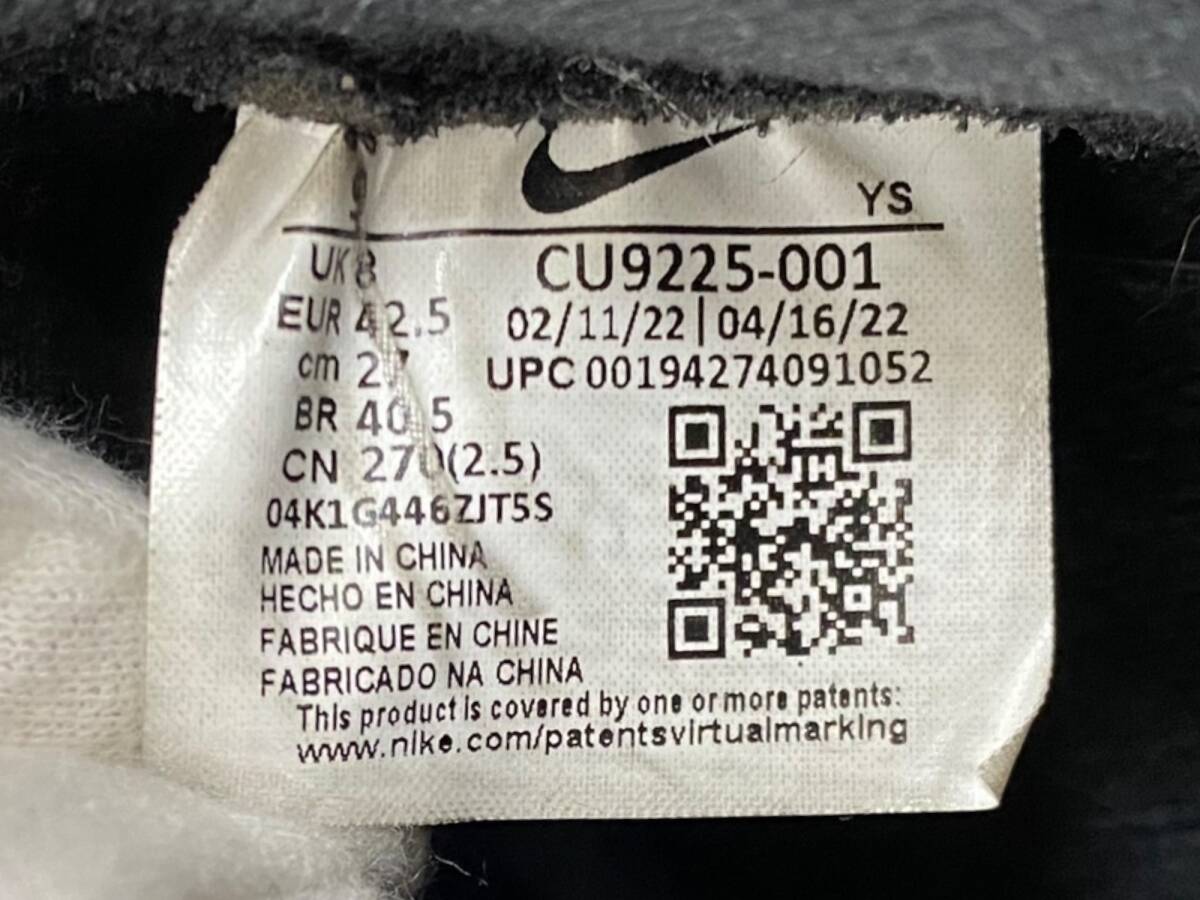 YS
UK 8 CU9225-001
EUR 42.5 02/11/22 | 04/16/22
cm 27 UPC 00194274091052
BR 40.5
CN 270(2.5)
04K1G446ZJT5S
MADE IN CHINA
HECHO EN CHINA
FABRIQUE EN CHINE
FABRICADO NA CHINA
This product is covered by one or more patents:
www.nike.com/patentsvirtualmarking